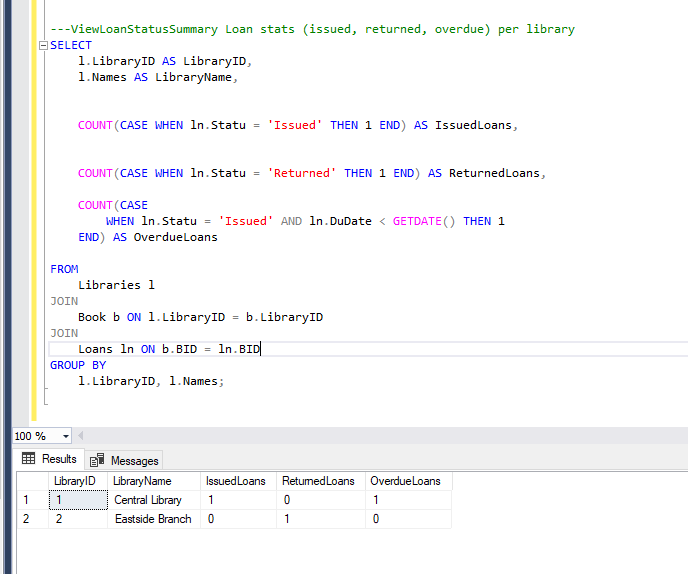 ---ViewLoanStatusSummary Loan stats (issued, returned, overdue) per library
SELECT
l.LibraryID AS LibraryID,
l.Names AS LibraryName,
COUNT(CASE WHEN ln.Statu = 'Issued' THEN 1 END) AS IssuedLoans,
COUNT(CASE WHEN ln.Statu = 'Returned' THEN 1 END) AS ReturnedLoans,
COUNT(CASE
WHEN ln.Statu = 'Issued' AND ln.DuDate < GETDATE() THEN 1
END) AS OverdueLoans
FROM
Libraries l
JOIN
Book b ON l.LibraryID = b.LibraryID
JOIN
Loans ln ON b.BID = ln.BID
GROUP BY
l.LibraryID, l.Names;
100 %
Results Messages
LibraryID LibraryName IssuedLoans ReturnedLoans OverdueLoans
1 1 Central Library 1 0 1
2 2 Eastside Branch 0 1 0